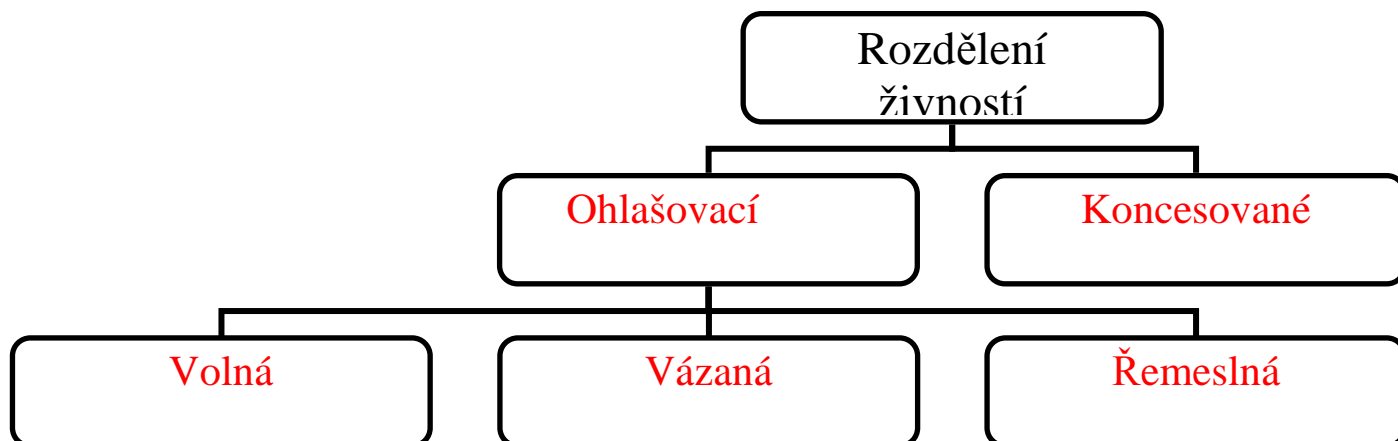 Rozdělení
živností
Ohlašovací
Koncesované
Volná
Vázaná
Řemeslná